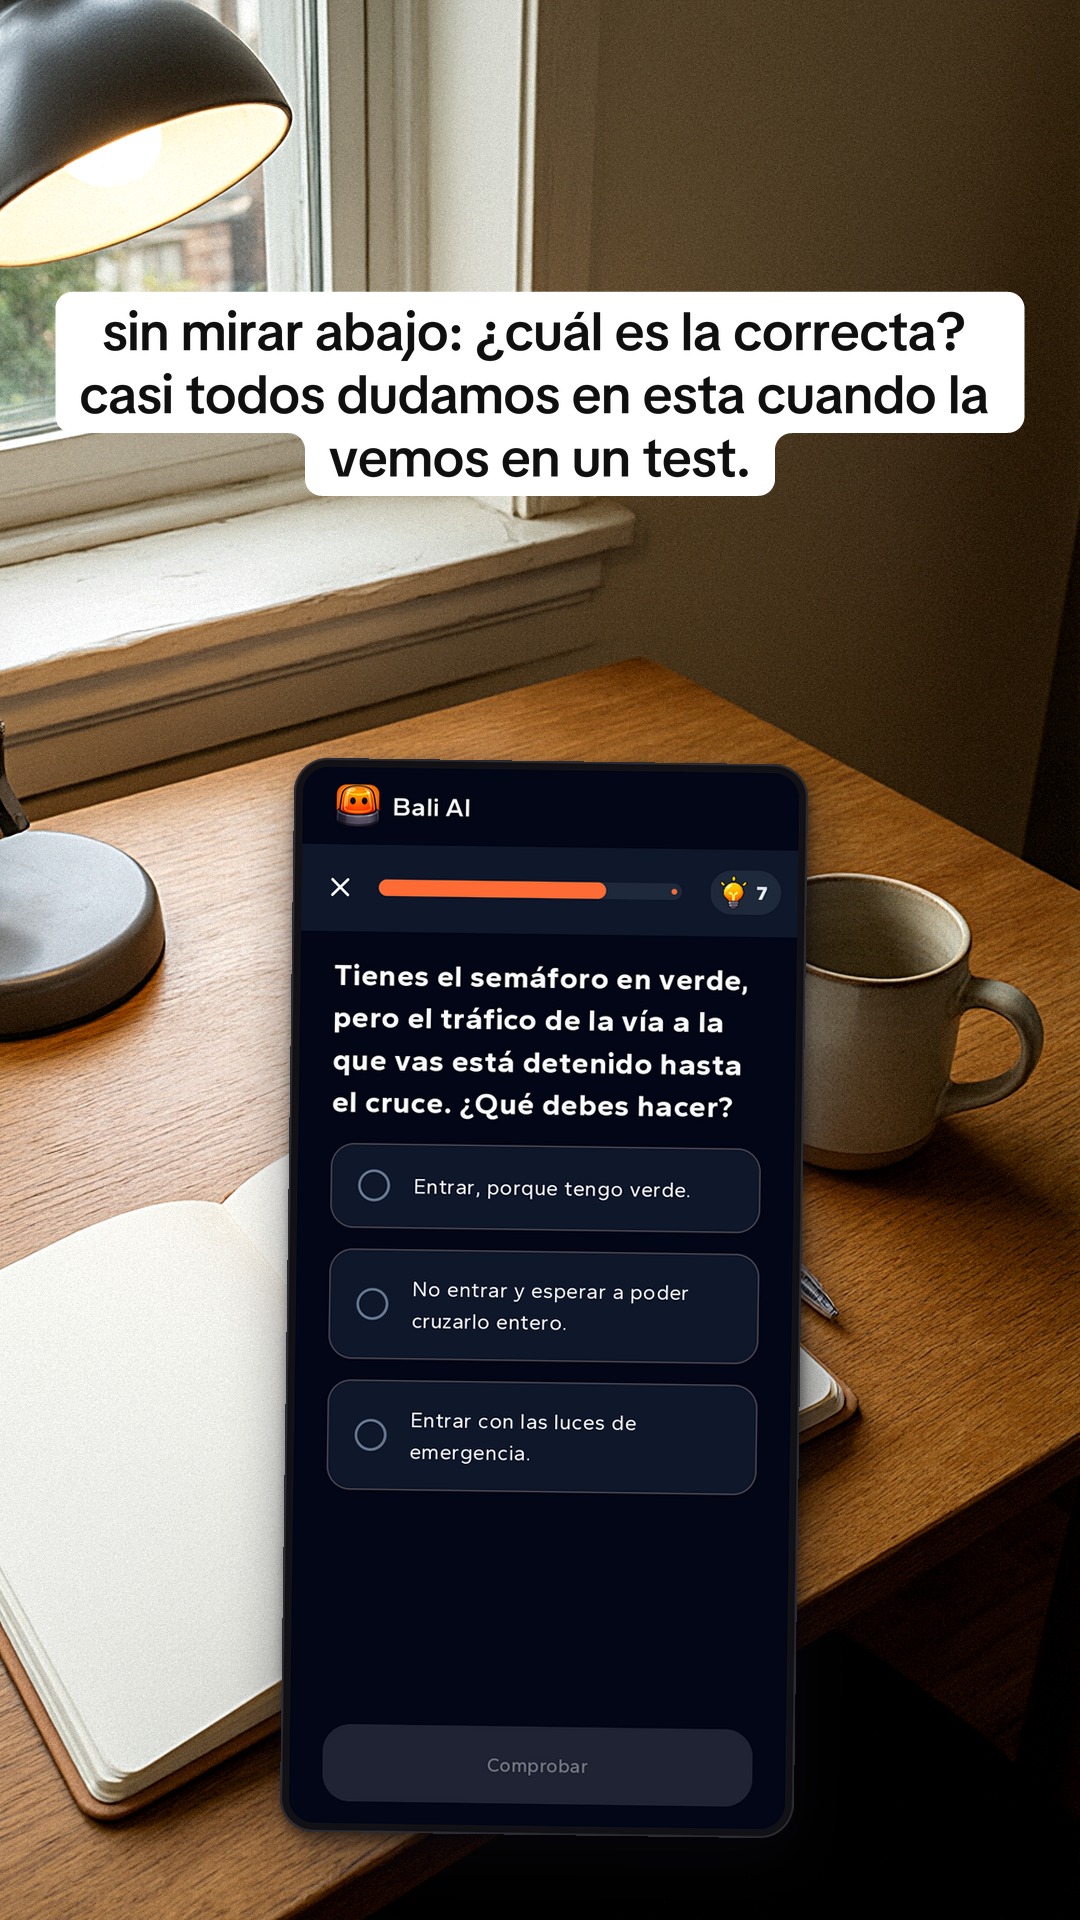 sin mirar abajo: ¿cuál es la correcta?
casi todos dudamos en esta cuando la
vemos en un test.
Bali AI
7
Tienes el semáforo en verde,
pero el tráfico de la vía a la
que vas está detenido hasta
el cruce. ¿Qué debes hacer?
Entrar, porque tengo verde.
No entrar y esperar a poder
cruzarlo entero.
Entrar con las luces de
emergencia.
Comprobar